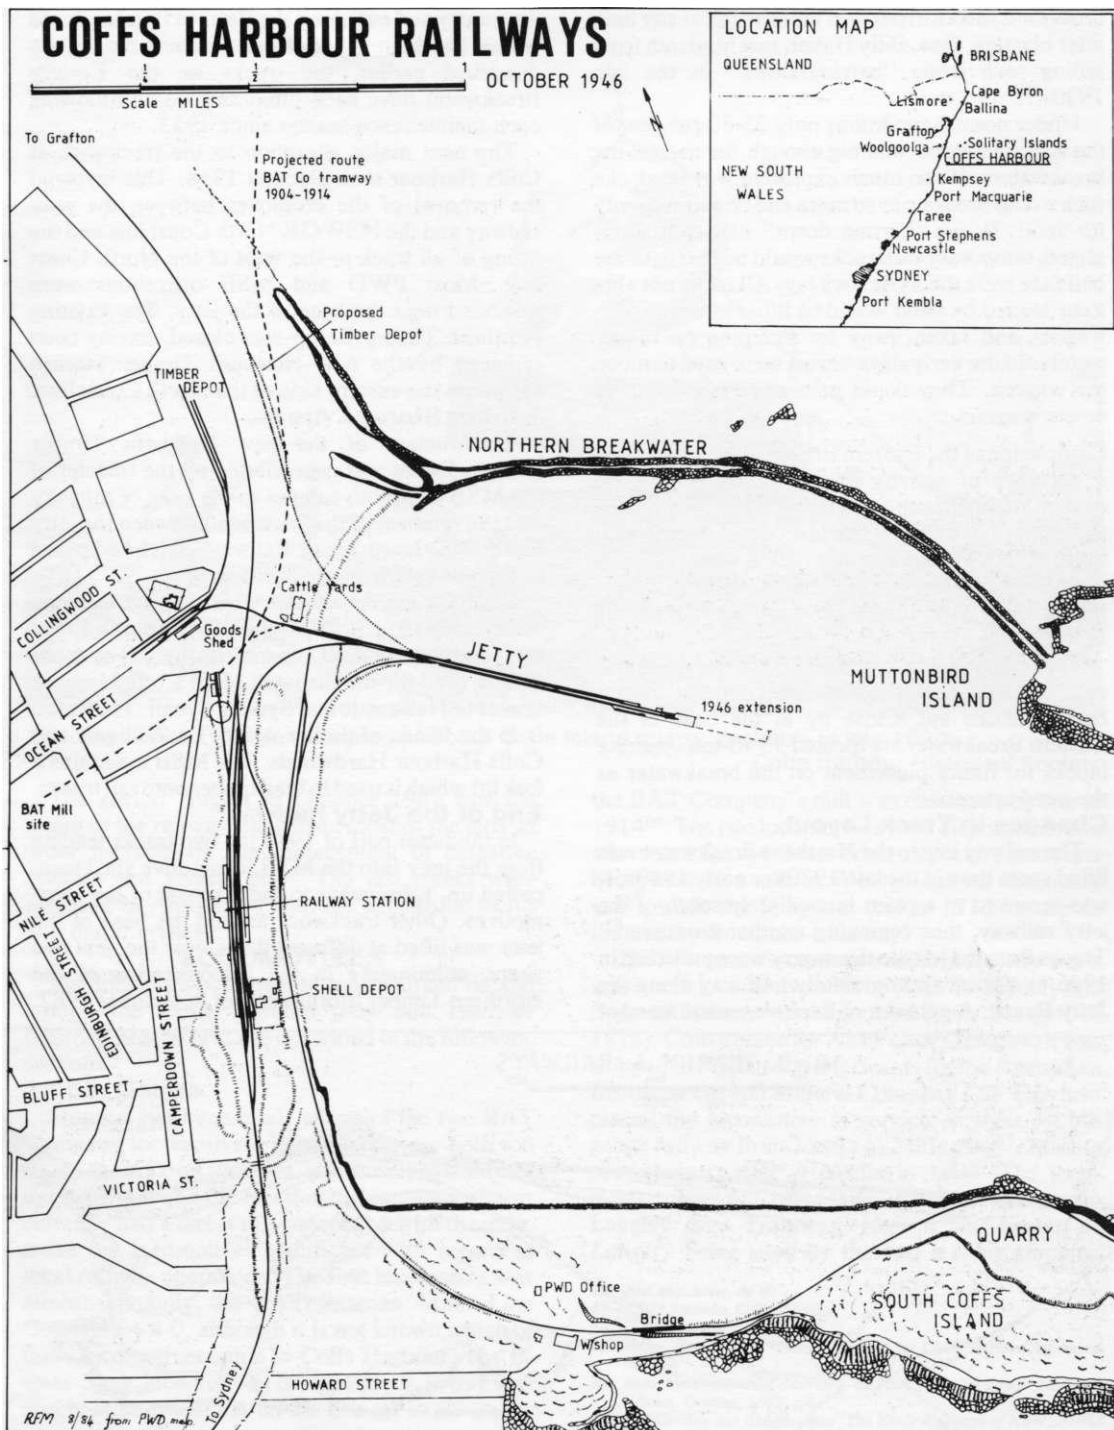 COFFS HARBOUR RAILWAYS
OCTOBER 1946
1/4
1/2
1
Scale MILES
LOCATION MAP
QUEENSLAND
BRISBANE
Cape Byron
Lismore
Ballina
Grafton
Woolgoolga
Solitary Islands
COFFS HARBOUR
NEW SOUTH
WALES
Kempsey
Port Macquarie
Taree
Port Stephens
Newcastle
SYDNEY
Port Kembla
To Grafton
Projected route
BAT Co tramway
1904-1914
Proposed
Timber Depot
TIMBER
DEPOT
NORTHERN BREAKWATER
COLLINGWOOD ST.
Cattle Yards
Goods
Shed
JETTY
MUTTONBIRD
ISLAND
1946 extension
OCEAN STREET
BAT Mill
site
NILE STREET
RAILWAY STATION
EDINBURGH STREET
SHELL DEPOT
CAMPERDOWN STREET
BLUFF STREET
VICTORIA ST.
QUARRY
PWD Office
SOUTH COFFS
ISLAND
Bridge
W/shop
HOWARD STREET
To Sydney
RFM 8/84 from PWD map